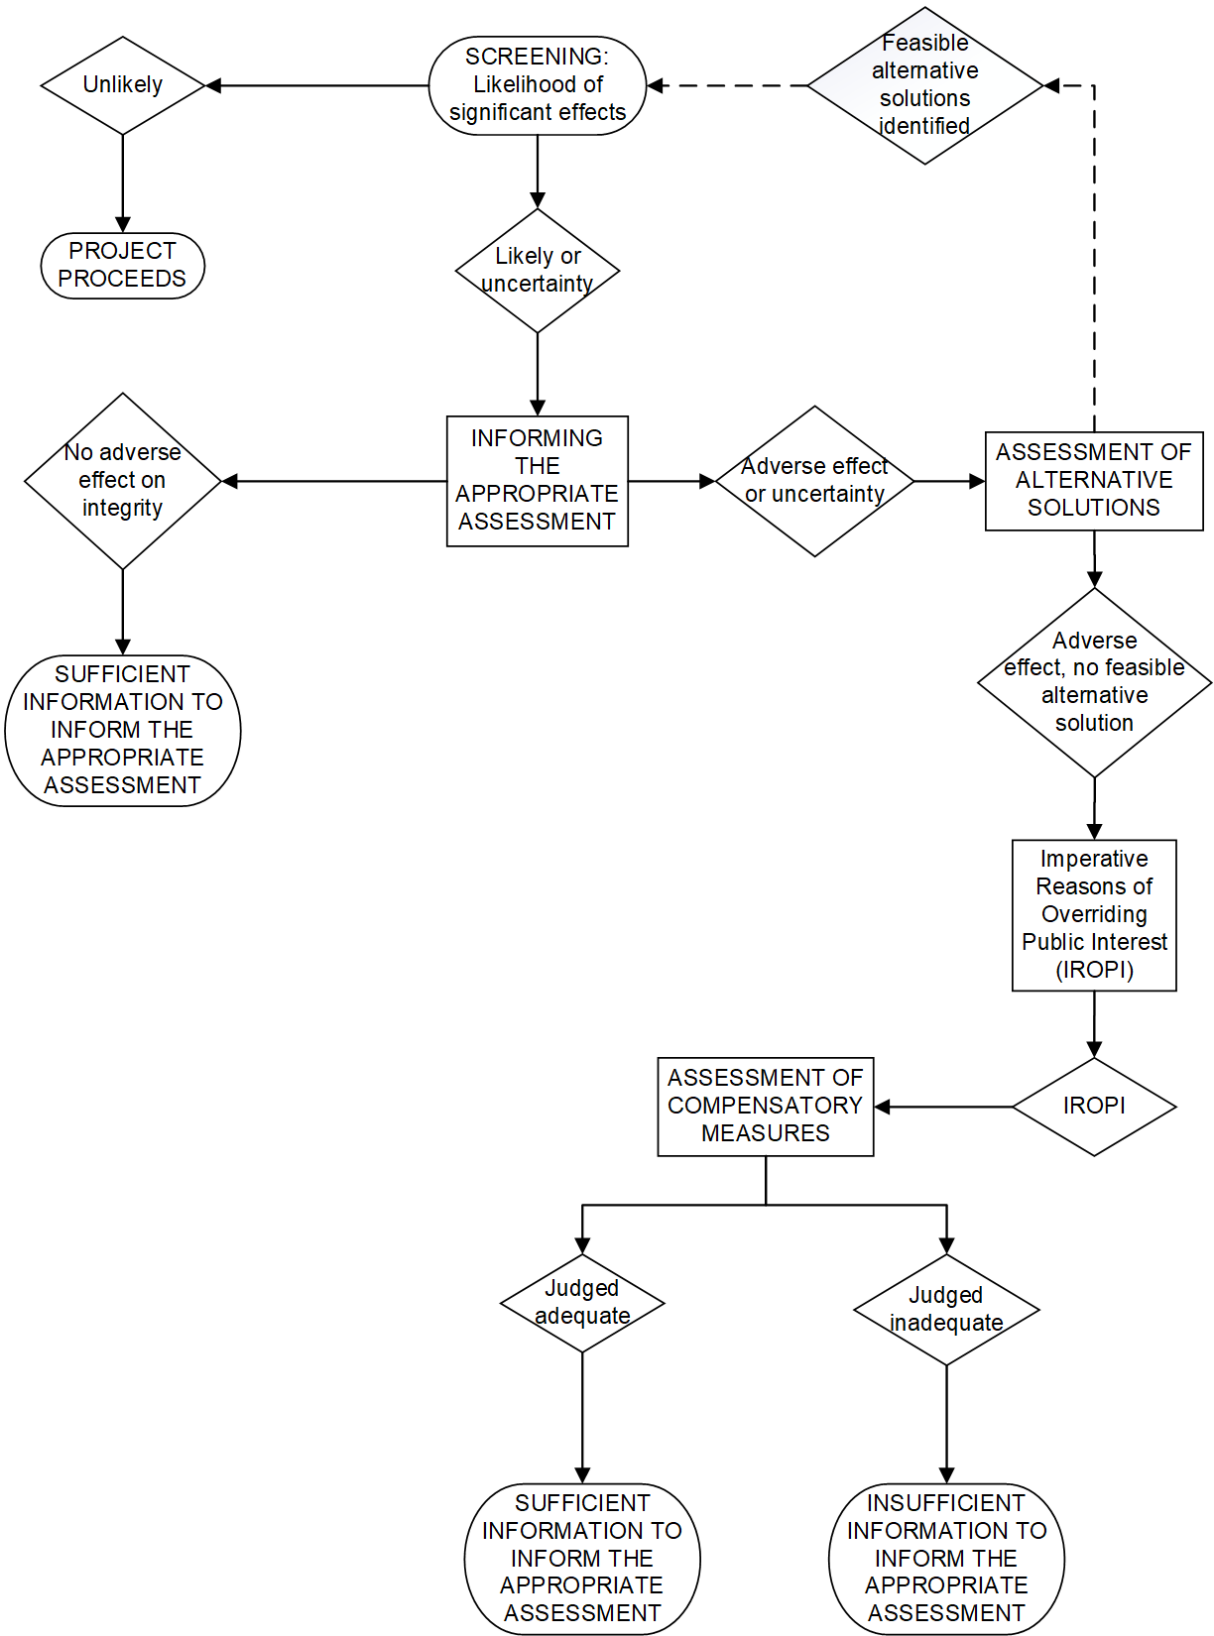 Unlikely
SCREENING:
Likelihood of
significant effects
Feasible
alternative
solutions
identified
PROJECT
PROCEEDS
Likely or
uncertainty
No adverse
effect on
integrity
INFORMING
THE
APPROPRIATE
ASSESSMENT
Adverse effect
or uncertainty
ASSESSMENT OF
ALTERNATIVE
SOLUTIONS
SUFFICIENT
INFORMATION TO
INFORM THE
APPROPRIATE
ASSESSMENT
Adverse
effect, no feasible
alternative
solution
Imperative
Reasons of
Overriding
Public Interest
(IROPI)
IROPI
ASSESSMENT OF
COMPENSATORY
MEASURES
Judged
adequate
Judged
inadequate
SUFFICIENT
INFORMATION TO
INFORM THE
APPROPRIATE
ASSESSMENT
INSUFFICIENT
INFORMATION TO
INFORM THE
APPROPRIATE
ASSESSMENT